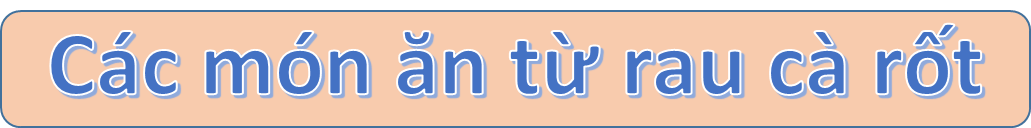 Các món ăn từ rau cà rốt